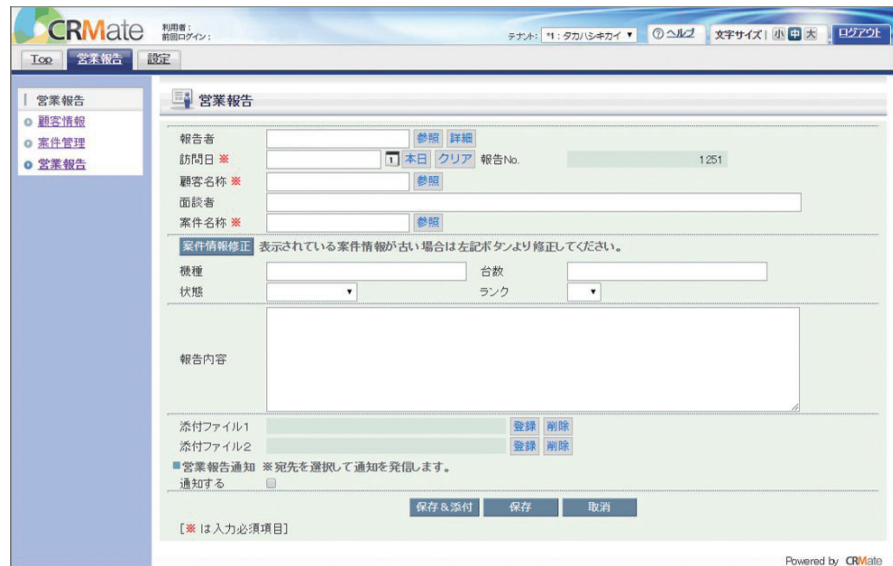 CRMate
利用者：
前回ログイン：
テナント： *1：タカハシキカイ ▼
? ヘルプ
文字サイズ | 小 中 大
ログアウト
Top 営業報告 設定
営業報告
顧客情報
案件管理
営業報告
営業報告
報告者 参照 詳細
訪問日 ※ 1 本日 クリア 報告No. 1251
顧客名称 ※ 参照
面談者
案件名称 ※ 参照
案件情報修正 表示されている案件情報が古い場合は左記ボタンより修正してください。
機種 台数
状態 ▼ ランク ▼
報告内容
添付ファイル1 登録 削除
添付ファイル2 登録 削除
■営業報告通知 ※宛先を選択して通知を発信します。
通知する
保存＆添付 保存 取消
[※ は入力必須項目]
Powered by CRMate